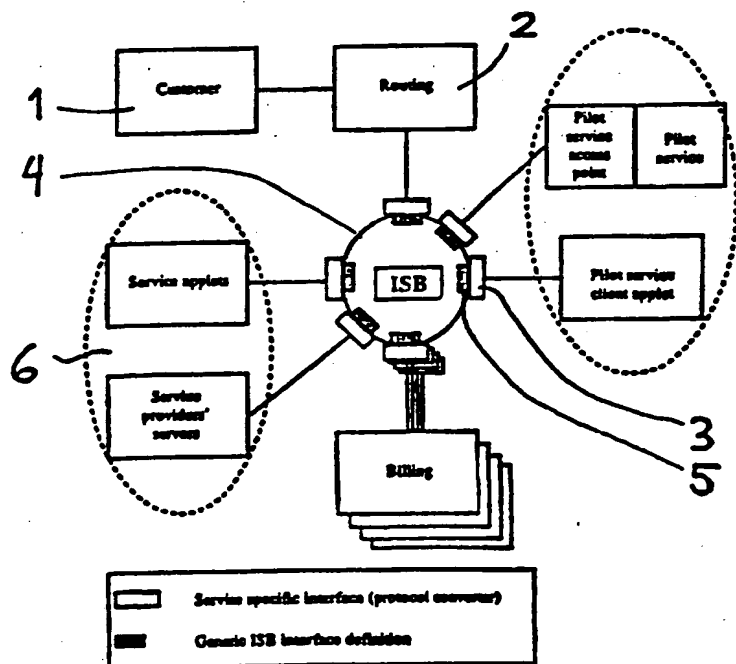 2
1
Customer
Routing
Pilot
service
access
point
Pilot
service
4
Service applets
ISB
Pilot service
client applet
6
Service
providers'
servers
3
5
Billing
Service specific interface (protocol converter)
Generic ISB interface definition